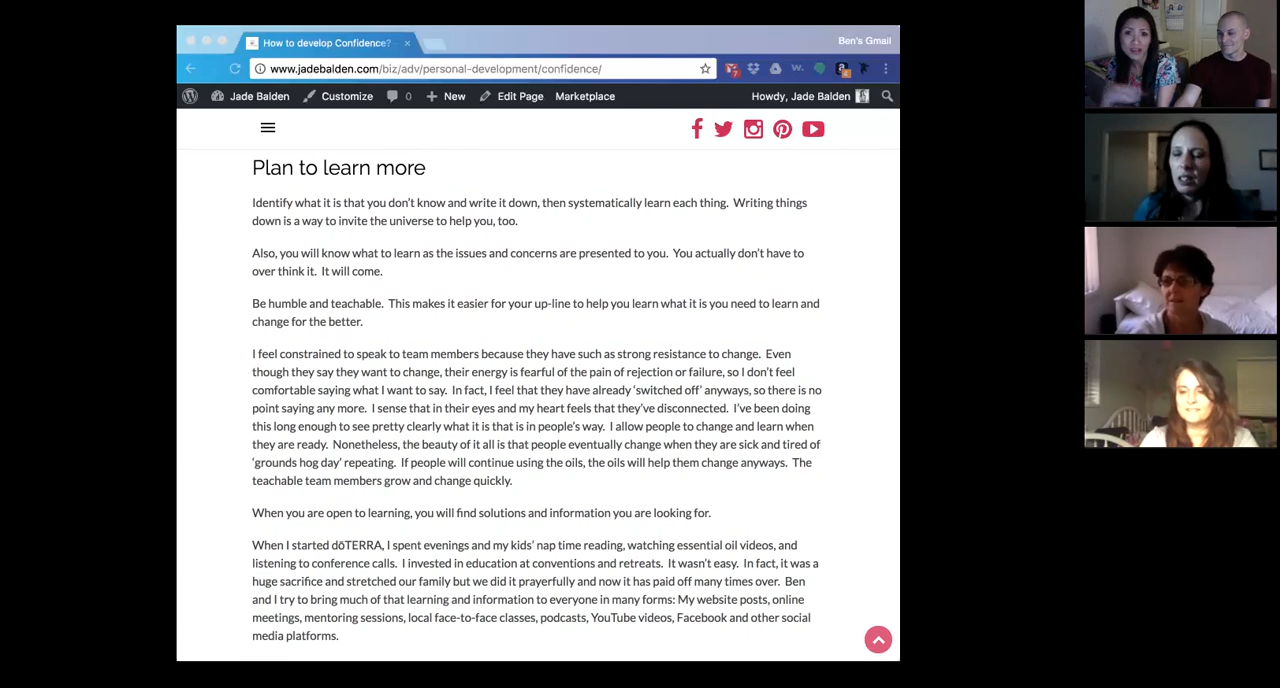 How to develop Confidence?
Ben's Gmail
www.jadebalden.com/biz/adv/personal-development/confidence/
Jade Balden Customize 0 New Edit Page Marketplace Howdy, Jade Balden
Plan to learn more
Identify what it is that you don't know and write it down, then systematically learn each thing. Writing things
down is a way to invite the universe to help you, too.
Also, you will know what to learn as the issues and concerns are presented to you. You actually don't have to
over think it. It will come.
Be humble and teachable. This makes it easier for your up-line to help you learn what it is you need to learn and
change for the better.
I feel constrained to speak to team members because they have such as strong resistance to change. Even
though they say they want to change, their energy is fearful of the pain of rejection or failure, so I don't feel
comfortable saying what I want to say. In fact, I feel that they have already 'switched off' anyways, so there is no
point saying any more. I sense that in their eyes and my heart feels that they've disconnected. I've been doing
this long enough to see pretty clearly what it is that is in people's way. I allow people to change and learn when
they are ready. Nonetheless, the beauty of it all is that people eventually change when they are sick and tired of
'grounds hog day' repeating. If people will continue using the oils, the oils will help them change anyways. The
teachable team members grow and change quickly.
When you are open to learning, you will find solutions and information you are looking for.
When I started dōTERRA, I spent evenings and my kids' nap time reading, watching essential oil videos, and
listening to conference calls. I invested in education at conventions and retreats. It wasn't easy. In fact, it was a
huge sacrifice and stretched our family but we did it prayerfully and now it has paid off many times over. Ben
and I try to bring much of that learning and information to everyone in many forms: My website posts, online
meetings, mentoring sessions, local face-to-face classes, podcasts, YouTube videos, Facebook and other social
media platforms.